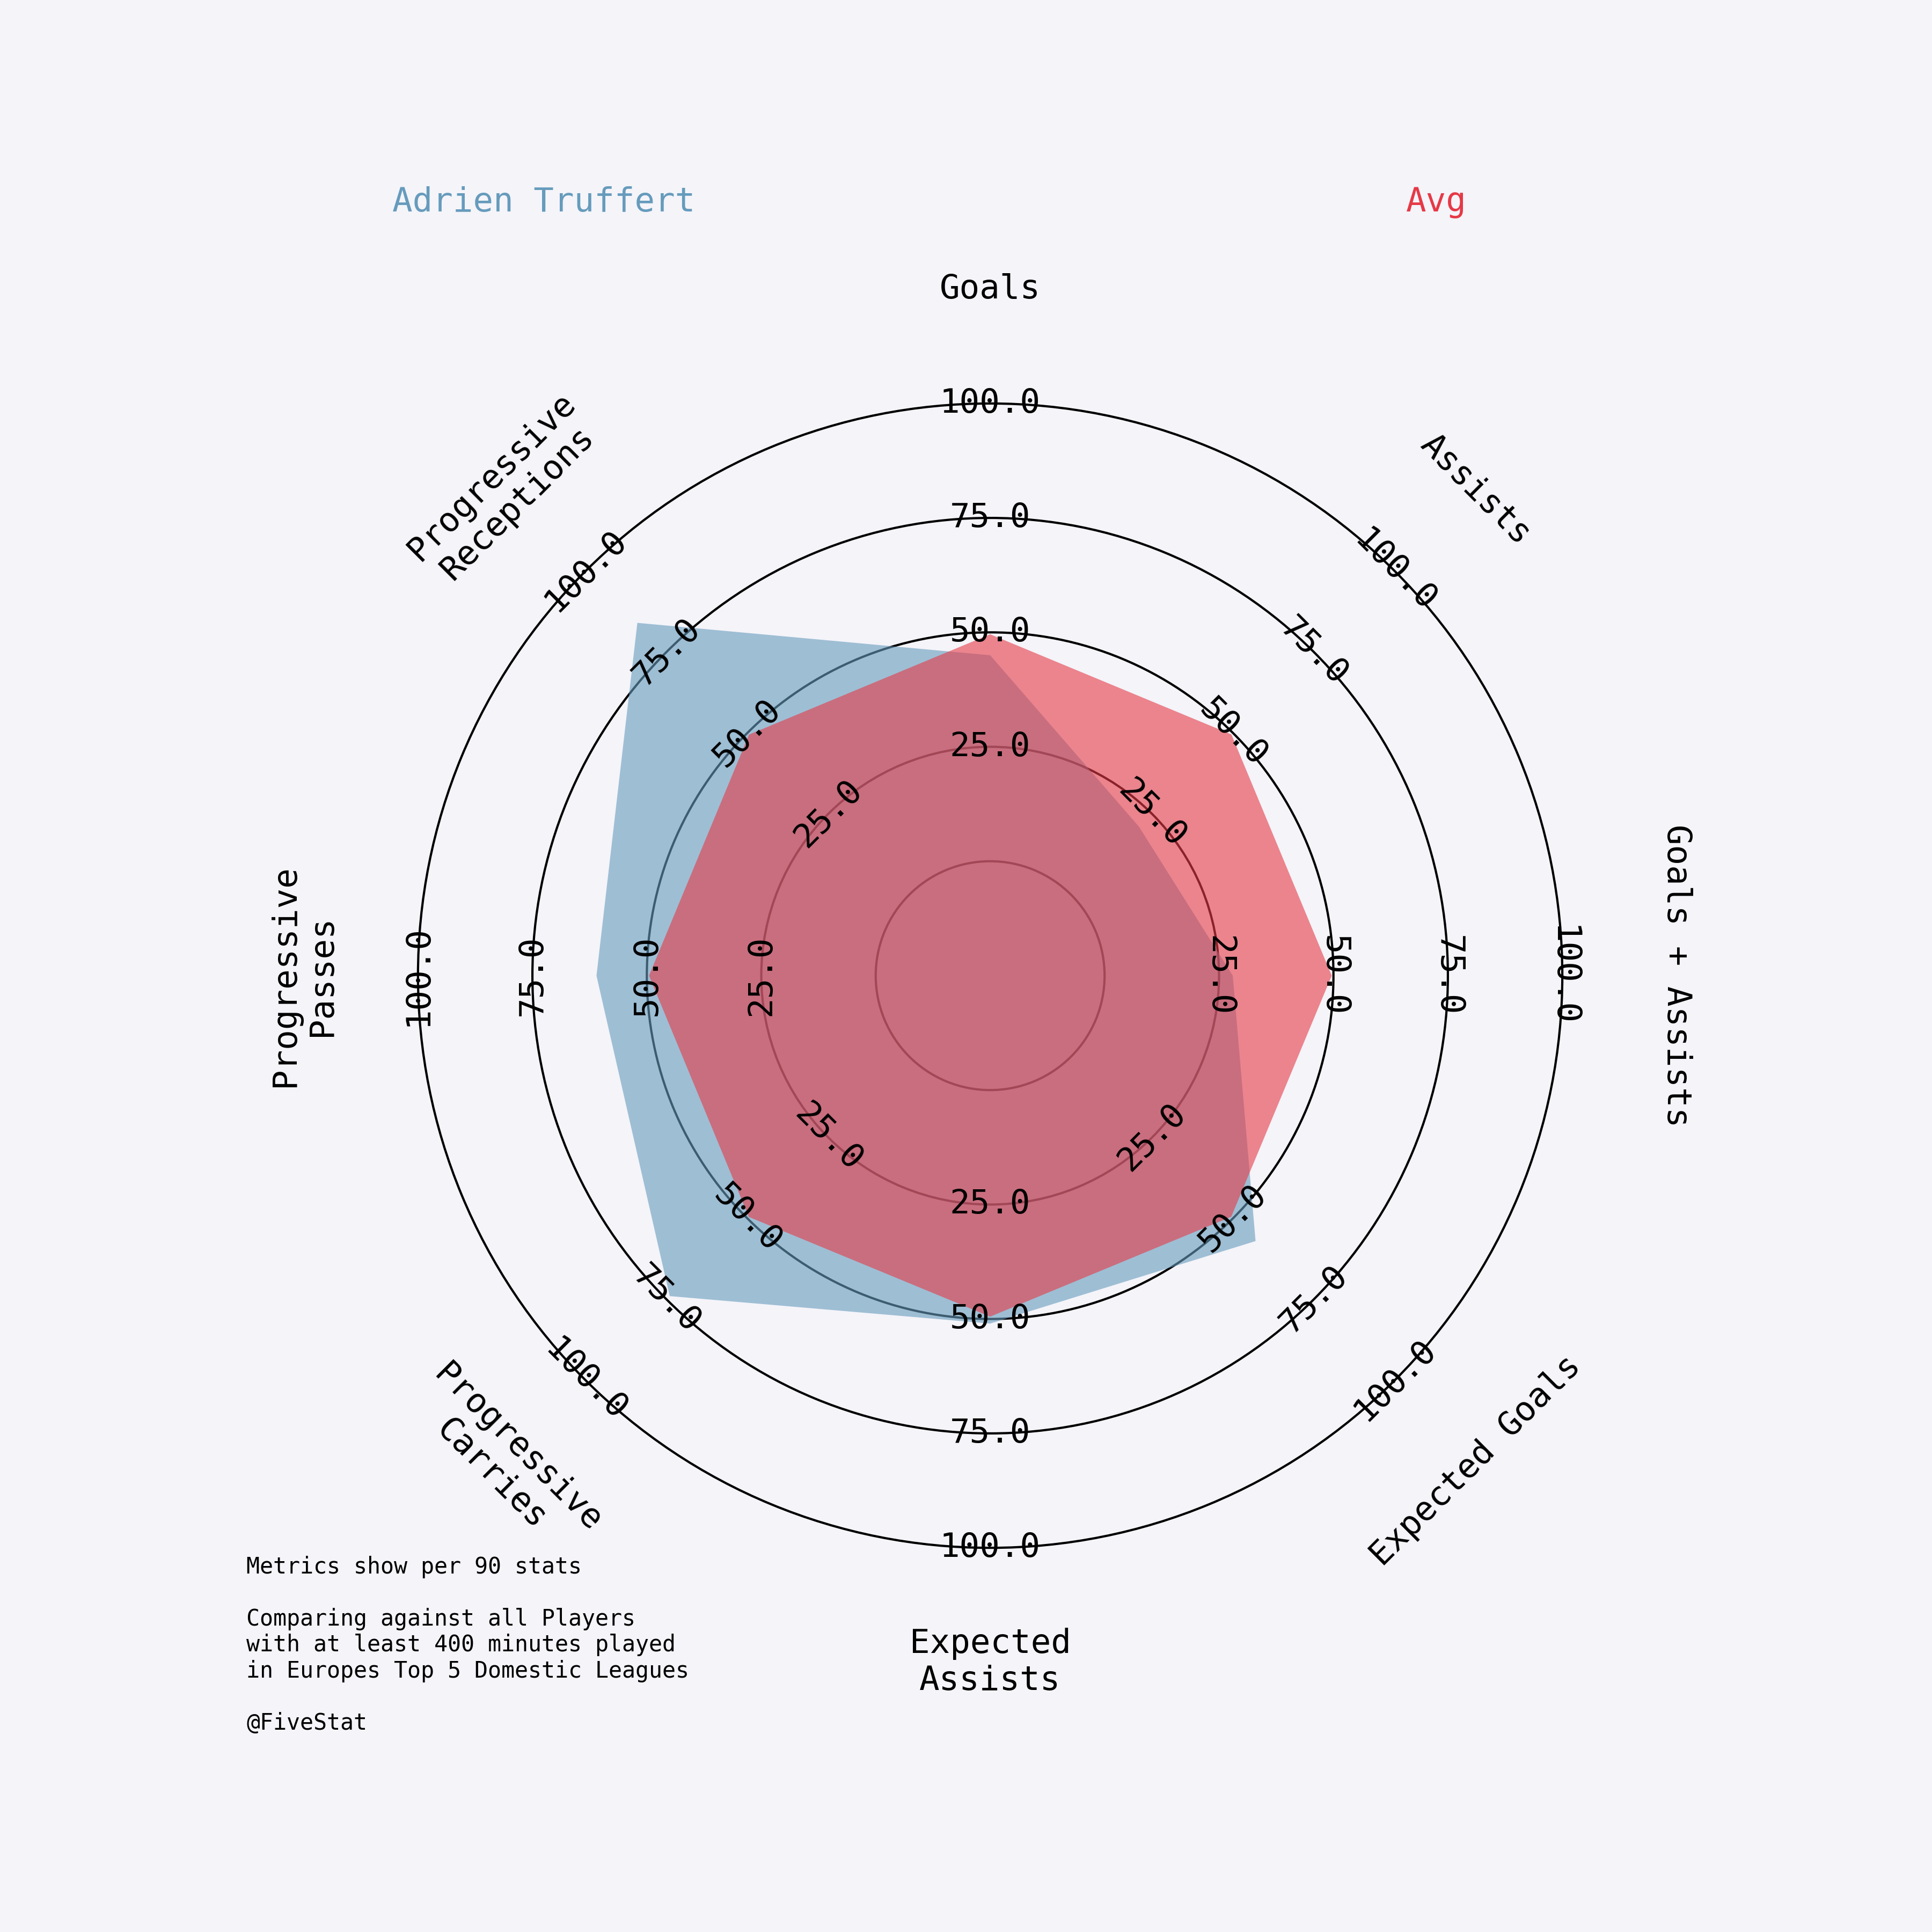 Adrien Truffert
Avg
Goals
Assists
Goals + Assists
Expected Goals
Expected
Assists
Progressive
Carries
Progressive
Passes
Progressive
Receptions
100.0
75.0
50.0
25.0
100.0
75.0
50.0
25.0
100.0
75.0
50.0
25.0
100.0
75.0
50.0
25.0
100.0
75.0
50.0
25.0
100.0
75.0
50.0
25.0
100.0
75.0
50.0
25.0
100.0
75.0
50.0
25.0
Metrics show per 90 stats
Comparing against all Players
with at least 400 minutes played
in Europes Top 5 Domestic Leagues
@FiveStat